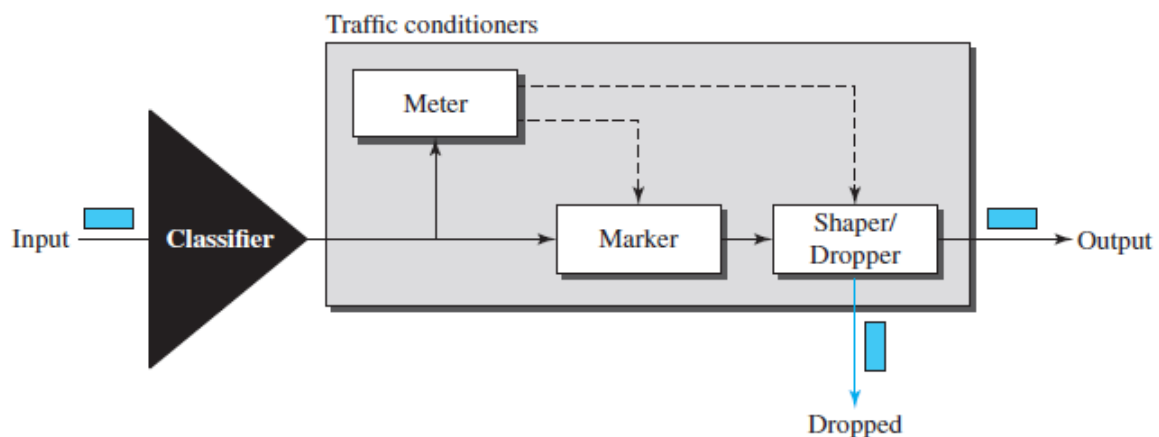 Traffic conditioners
Meter
Input
Classifier
Marker
Shaper/
Dropper
Output
Dropped